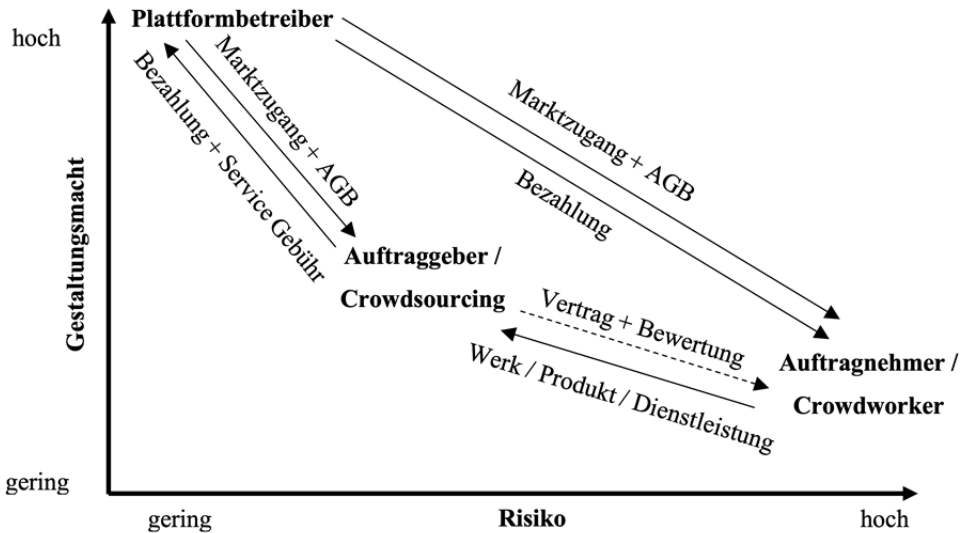 Plattformbetreiber
hoch
Marktzugang + AGB
Bezahlung + Service Gebühr
Marktzugang + AGB
Bezahlung
Gestaltungsmacht
Auftraggeber /
Crowdsourcing
Vertrag + Bewertung
Werk / Produkt / Dienstleistung
Auftragnehmer /
Crowdworker
gering
gering
Risiko
hoch